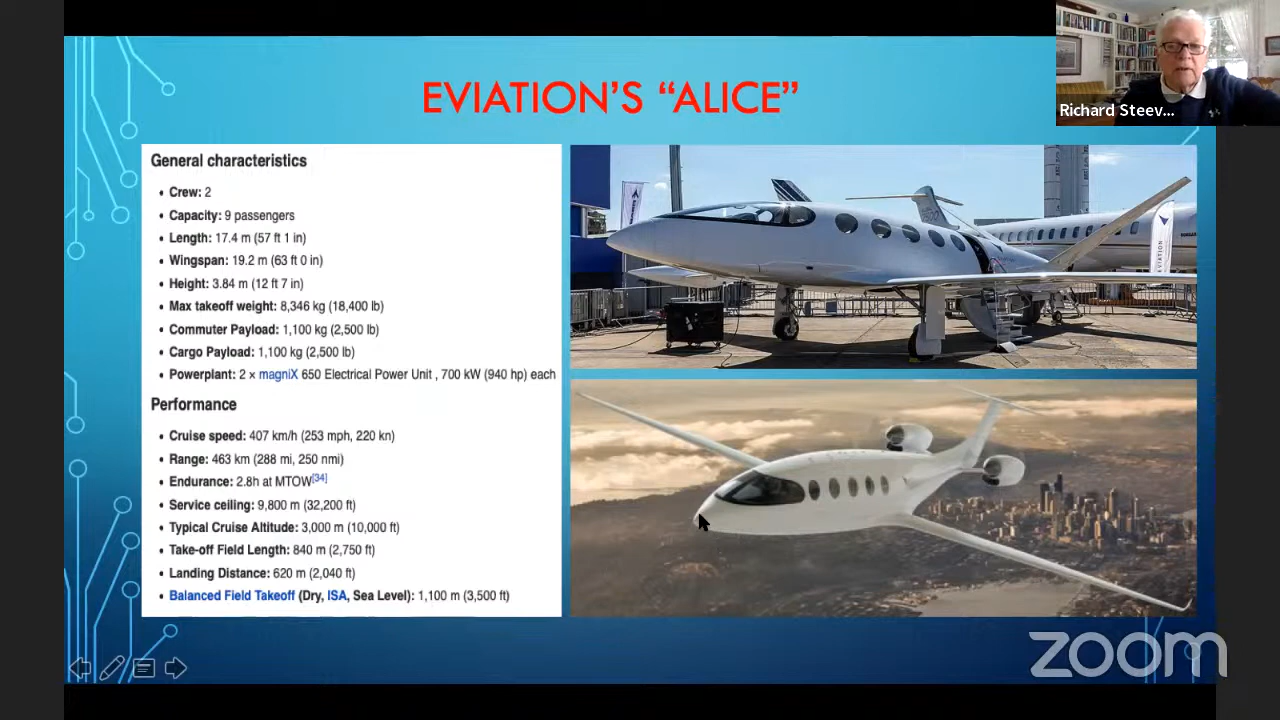 Richard Steev...
EVIATION'S “ALICE”
General characteristics
• Crew: 2
• Capacity: 9 passengers
• Length: 17.4 m (57 ft 1 in)
• Wingspan: 19.2 m (63 ft 0 in)
• Height: 3.84 m (12 ft 7 in)
• Max takeoff weight: 8,346 kg (18,400 lb)
• Commuter Payload: 1,100 kg (2,500 lb)
• Cargo Payload: 1,100 kg (2,500 lb)
• Powerplant: 2 × magniX 650 Electrical Power Unit , 700 kW (940 hp) each
Performance
• Cruise speed: 407 km/h (253 mph, 220 kn)
• Range: 463 km (288 mi, 250 nmi)
• Endurance: 2.8h at MTOW[34]
• Service ceiling: 9,800 m (32,200 ft)
• Typical Cruise Altitude: 3,000 m (10,000 ft)
• Take-off Field Length: 840 m (2,750 ft)
• Landing Distance: 620 m (2,040 ft)
• Balanced Field Takeoff (Dry, ISA, Sea Level): 1,100 m (3,500 ft)
EVIATION
zoom